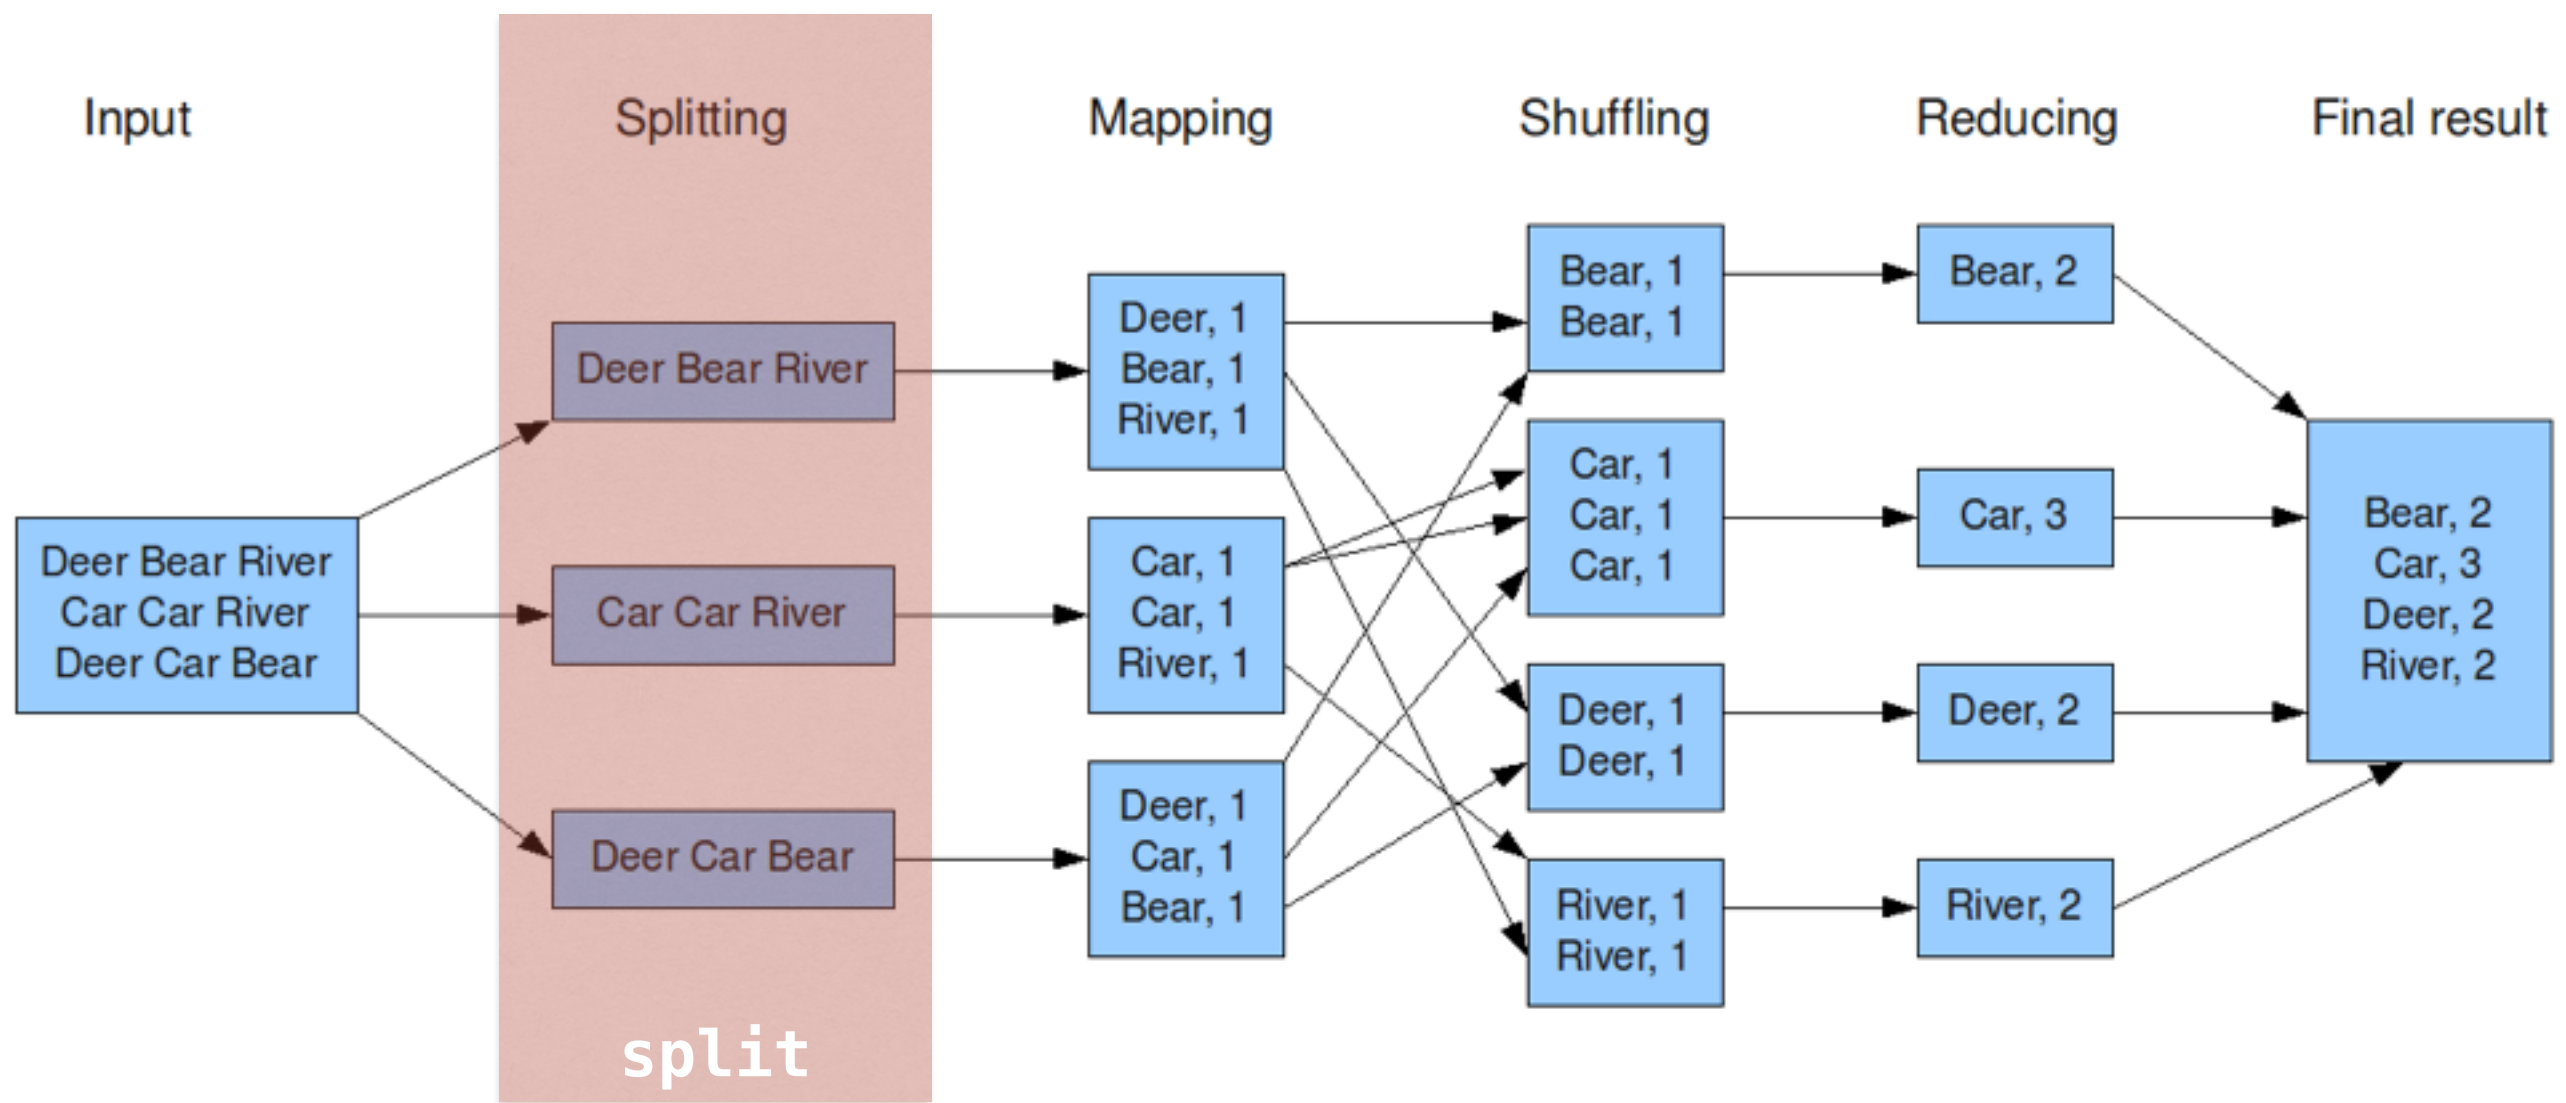 Input
Splitting
Mapping
Shuffling
Reducing
Final result
Deer Bear River
Car Car River
Deer Car Bear
Deer Bear River
Car Car River
Deer Car Bear
Deer, 1
Bear, 1
River, 1
Car, 1
Car, 1
River, 1
Deer, 1
Car, 1
Bear, 1
Bear, 1
Bear, 1
Car, 1
Car, 1
Car, 1
Deer, 1
Deer, 1
River, 1
River, 1
Bear, 2
Car, 3
Deer, 2
River, 2
Bear, 2
Car, 3
Deer, 2
River, 2
split